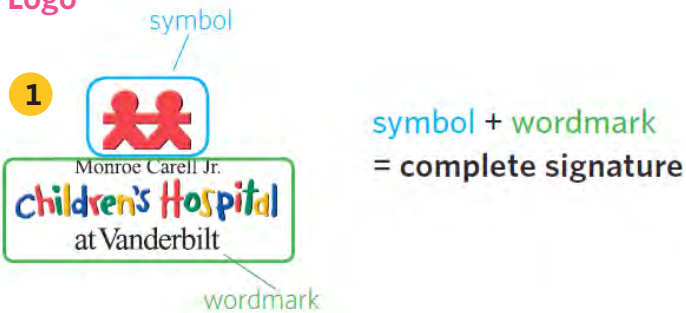 Logo
symbol
1
Monroe Carell Jr.
Children's Hospital
at Vanderbilt
wordmark
symbol + wordmark
= complete signature